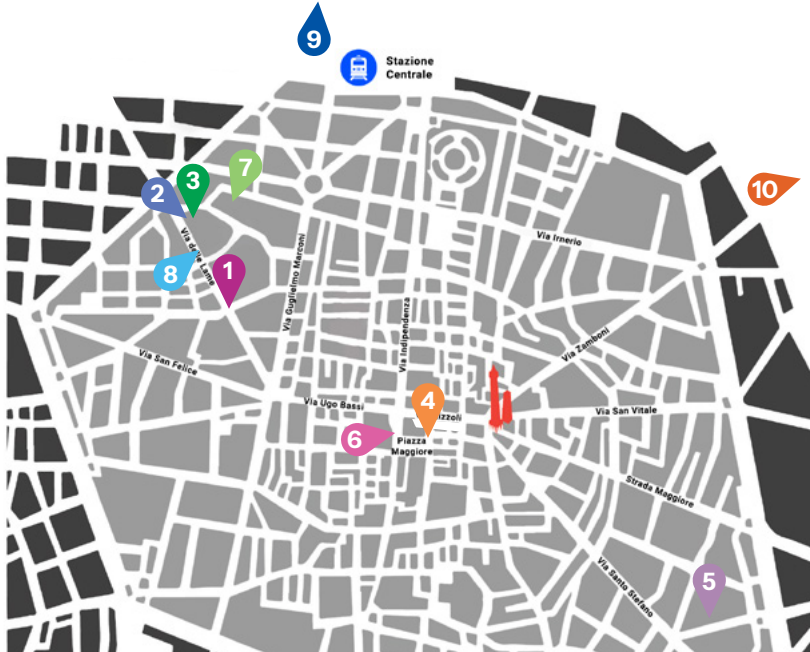 9
Stazione
Centrale
7
3
2
10
Via Irnerio
Via delle Lame
8
1
Via Guglielmo Marconi
Via Indipendenza
Via Zamboni
Via San Felice
Via Ugo Bassi
4
izzoli
Via San Vitale
6
Piazza
Maggiore
Strada Maggiore
5
Via Santo Stefano